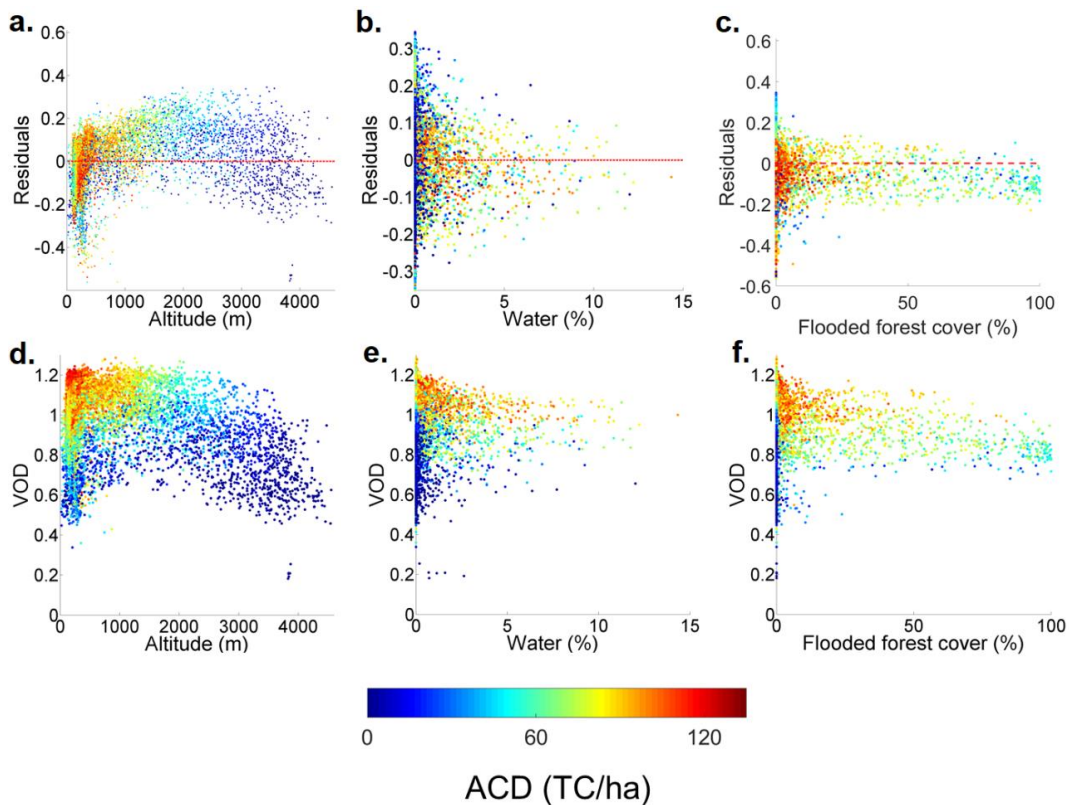 a.
0.6
0.4
0.2
0
-0.2
-0.4
Residuals
0 1000 2000 3000 4000
Altitude (m)
b.
0.3
0.2
0.1
0
-0.1
-0.2
-0.3
Residuals
0 5 10 15
Water (%)
c.
0.6
0.4
0.2
0
-0.2
-0.4
-0.6
Residuals
0 50 100
Flooded forest cover (%)
d.
1.2
1
0.8
0.6
0.4
0.2
0
VOD
0 1000 2000 3000 4000
Altitude (m)
e.
1.2
1
0.8
0.6
0.4
0.2
0
VOD
0 5 10 15
Water (%)
f.
1.2
1
0.8
0.6
0.4
0.2
0
VOD
0 50 100
Flooded forest cover (%)
0 60 120
ACD (TC/ha)